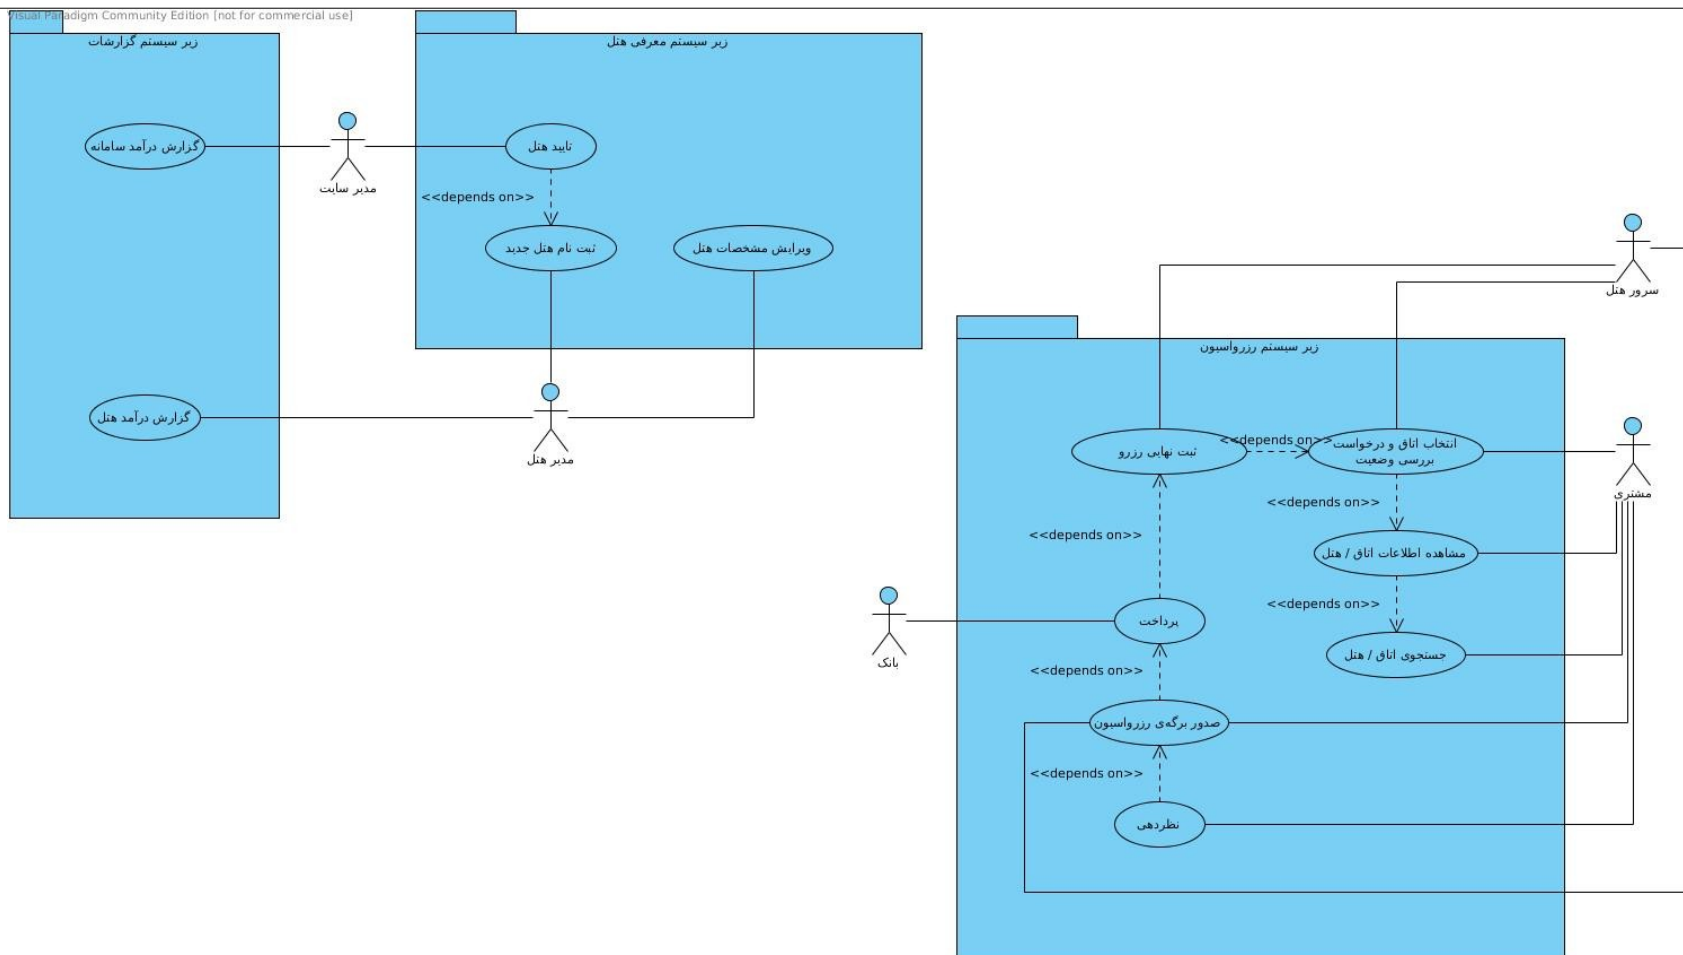 Visual Paradigm Community Edition [not for commercial use]
زیر سیستم گزارشات
زیر سیستم معرفی هتل
گزارش درآمد سامانه
مدیر سایت
تایید هتل
<<depends on>>
ثبت نام هتل جدید
ویرایش مشخصات هتل
سرور هتل
زیر سیستم رزرواسیون
گزارش درآمد هتل
مدیر هتل
ثبت نهایی رزرو
<<depends on>>
انتخاب اتاق و درخواست
بررسی وضعیت
مشتری
<<depends on>>
<<depends on>>
مشاهده اطلاعات اتاق / هتل
<<depends on>>
بانک
پرداخت
جستجوی اتاق / هتل
<<depends on>>
صدور برگه‌ی رزرواسیون
<<depends on>>
نظردهی